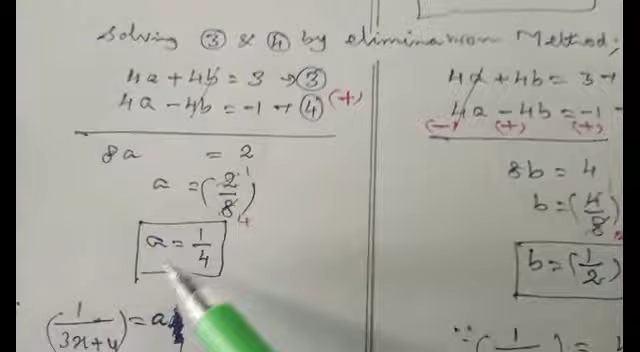 Solving ③ & ④ by elimination Method;
4a + 4b = 3 → ③
4a - 4b = -1 → ④ (+)
8a = 2
a = (2/8) 1 4
a = 1/4
(1/(3x+y)) = a
4a + 4b = 3 →
4a - 4b = -1
(-) (+) (+)
8b = 4
b = (4/8)
b = (1/2)
∵ (1